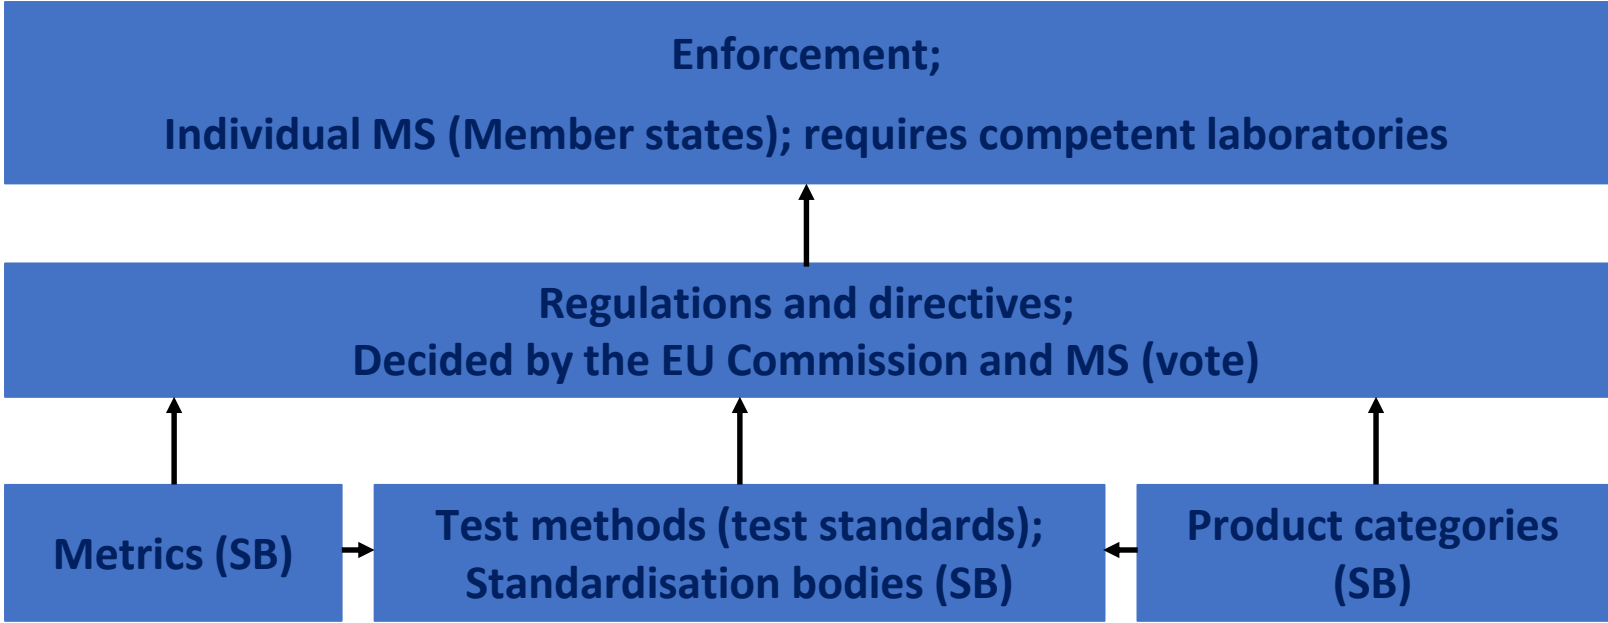 Enforcement;
Individual MS (Member states); requires competent laboratories
Regulations and directives;
Decided by the EU Commission and MS (vote)
Metrics (SB)
Test methods (test standards);
Standardisation bodies (SB)
Product categories
(SB)